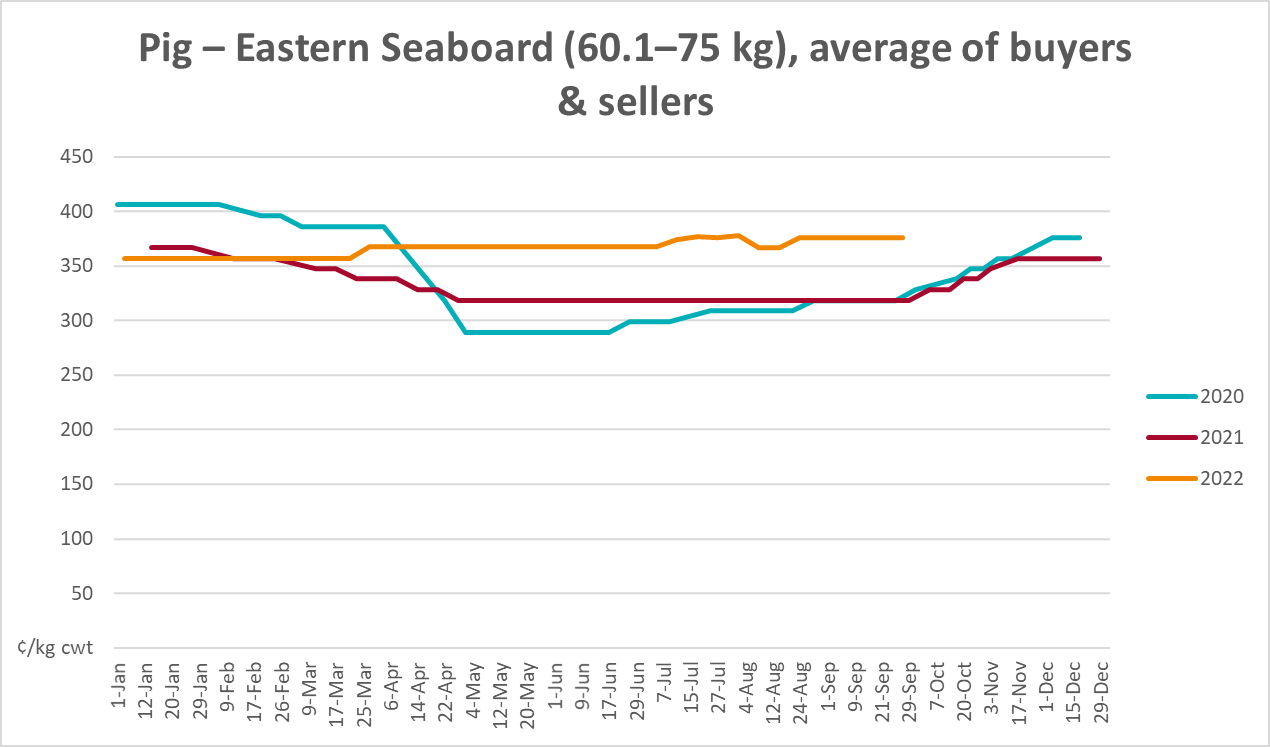 Pig – Eastern Seaboard (60.1–75 kg), average of buyers
& sellers
450
400
350
300
250
200
150
100
50
¢/kg cwt
1-Jan
12-Jan
20-Jan
29-Jan
9-Feb
17-Feb
26-Feb
9-Mar
17-Mar
25-Mar
6-Apr
14-Apr
22-Apr
4-May
12-May
20-May
1-Jun
9-Jun
17-Jun
29-Jun
7-Jul
15-Jul
27-Jul
4-Aug
12-Aug
24-Aug
1-Sep
9-Sep
21-Sep
29-Sep
7-Oct
20-Oct
3-Nov
17-Nov
1-Dec
15-Dec
29-Dec
2020
2021
2022